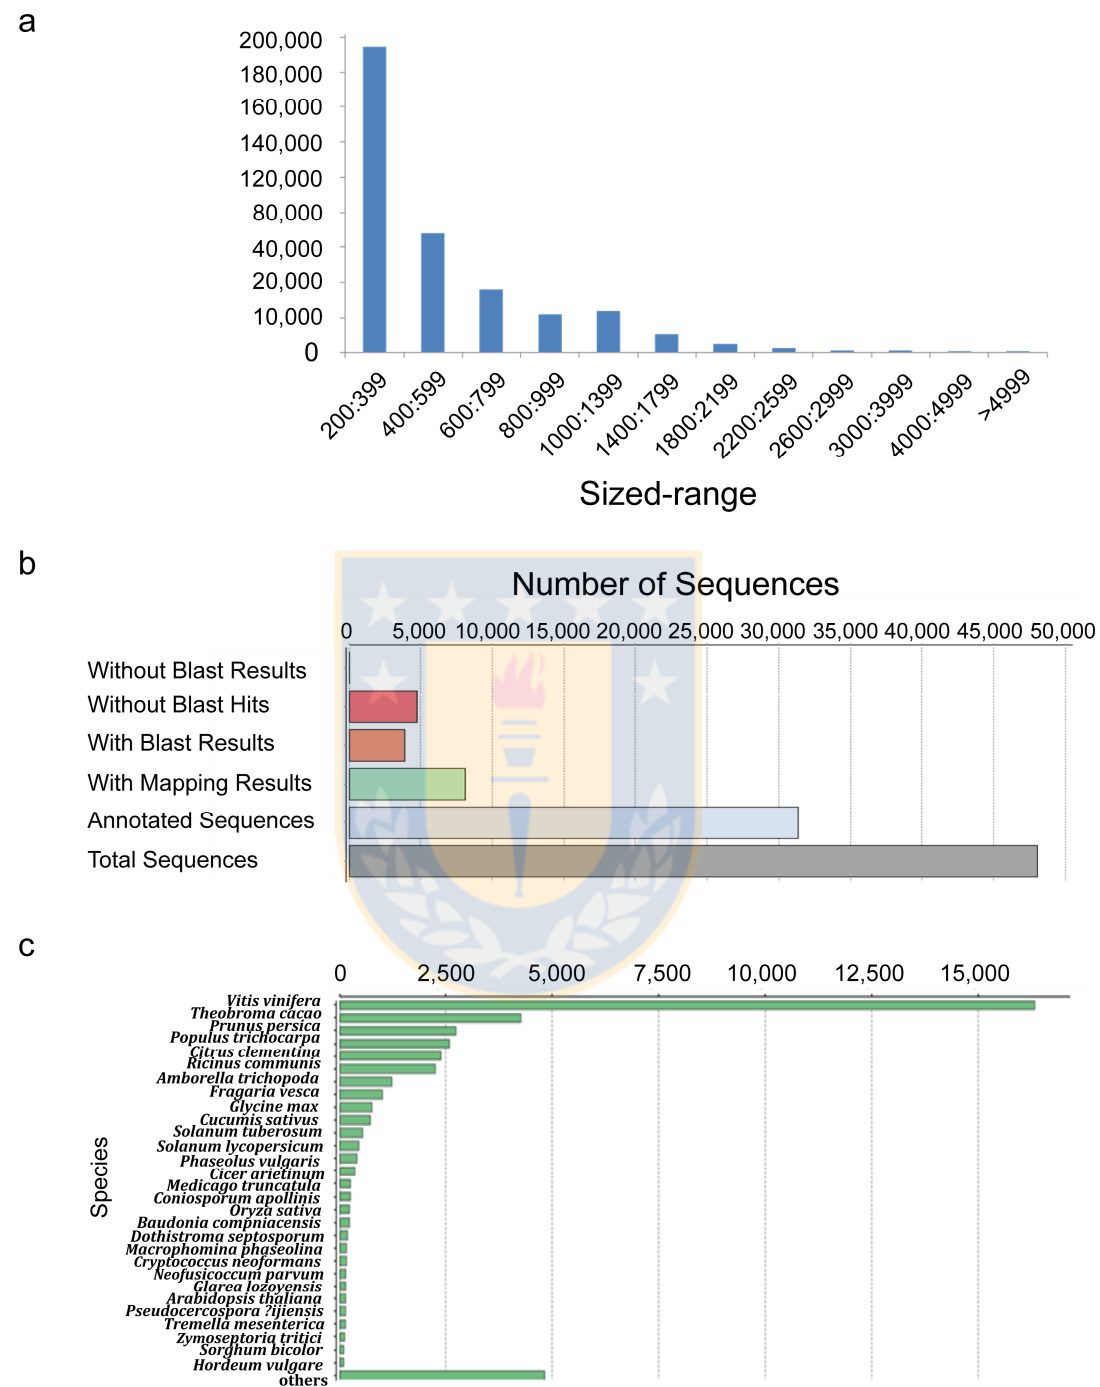 a
200,000
180,000
160,000
140,000
120,000
80,000
40,000
20,000
10,000
0
200:399 400:599 600:799 800:999 1000:1399 1400:1799 1800:2199 2200:2599 2600:2999 3000:3999 4000:4999 >4999
Sized-range
b
Number of Sequences
0 5,000 10,000 15,000 20,000 25,000 30,000 35,000 40,000 45,000 50,000
Without Blast Results
Without Blast Hits
With Blast Results
With Mapping Results
Annotated Sequences
Total Sequences
c
0 2,500 5,000 7,500 10,000 12,500 15,000
Species
Vitis vinifera
Theobroma cacao
Prunus persica
Populus trichocarpa
Citrus clementina
Ricinus communis
Amborella trichopoda
Fragaria vesca
Glycine max
Cucumis sativus
Solanum tuberosum
Solanum lycopersicum
Phaseolus vulgaris
Cicer arietinum
Medicago truncatula
Coniosporum apollinis
Oryza sativa
Baudonia compniacensis
Dothistroma septosporum
Macrophomina phaseolina
Cryptococcus neoformans
Neofusicoccum parvum
Glarea lozoyensis
Arabidopsis thaliana
Pseudocercospora ?ijiensis
Tremella mesenterica
Zymoseptoria tritici
Sorghum bicolor
Hordeum vulgare
others